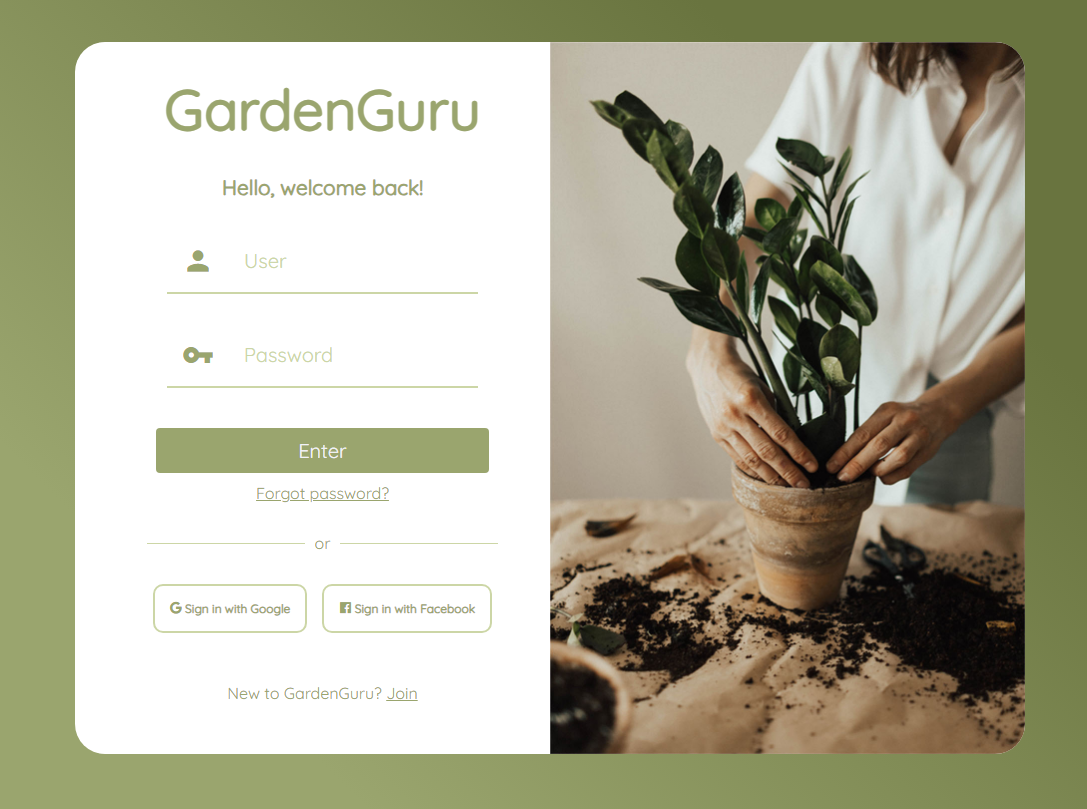 GardenGuru
Hello, welcome back!
User
Password
Enter
Forgot password?
or
Sign in with Google
Sign in with Facebook
New to GardenGuru? Join